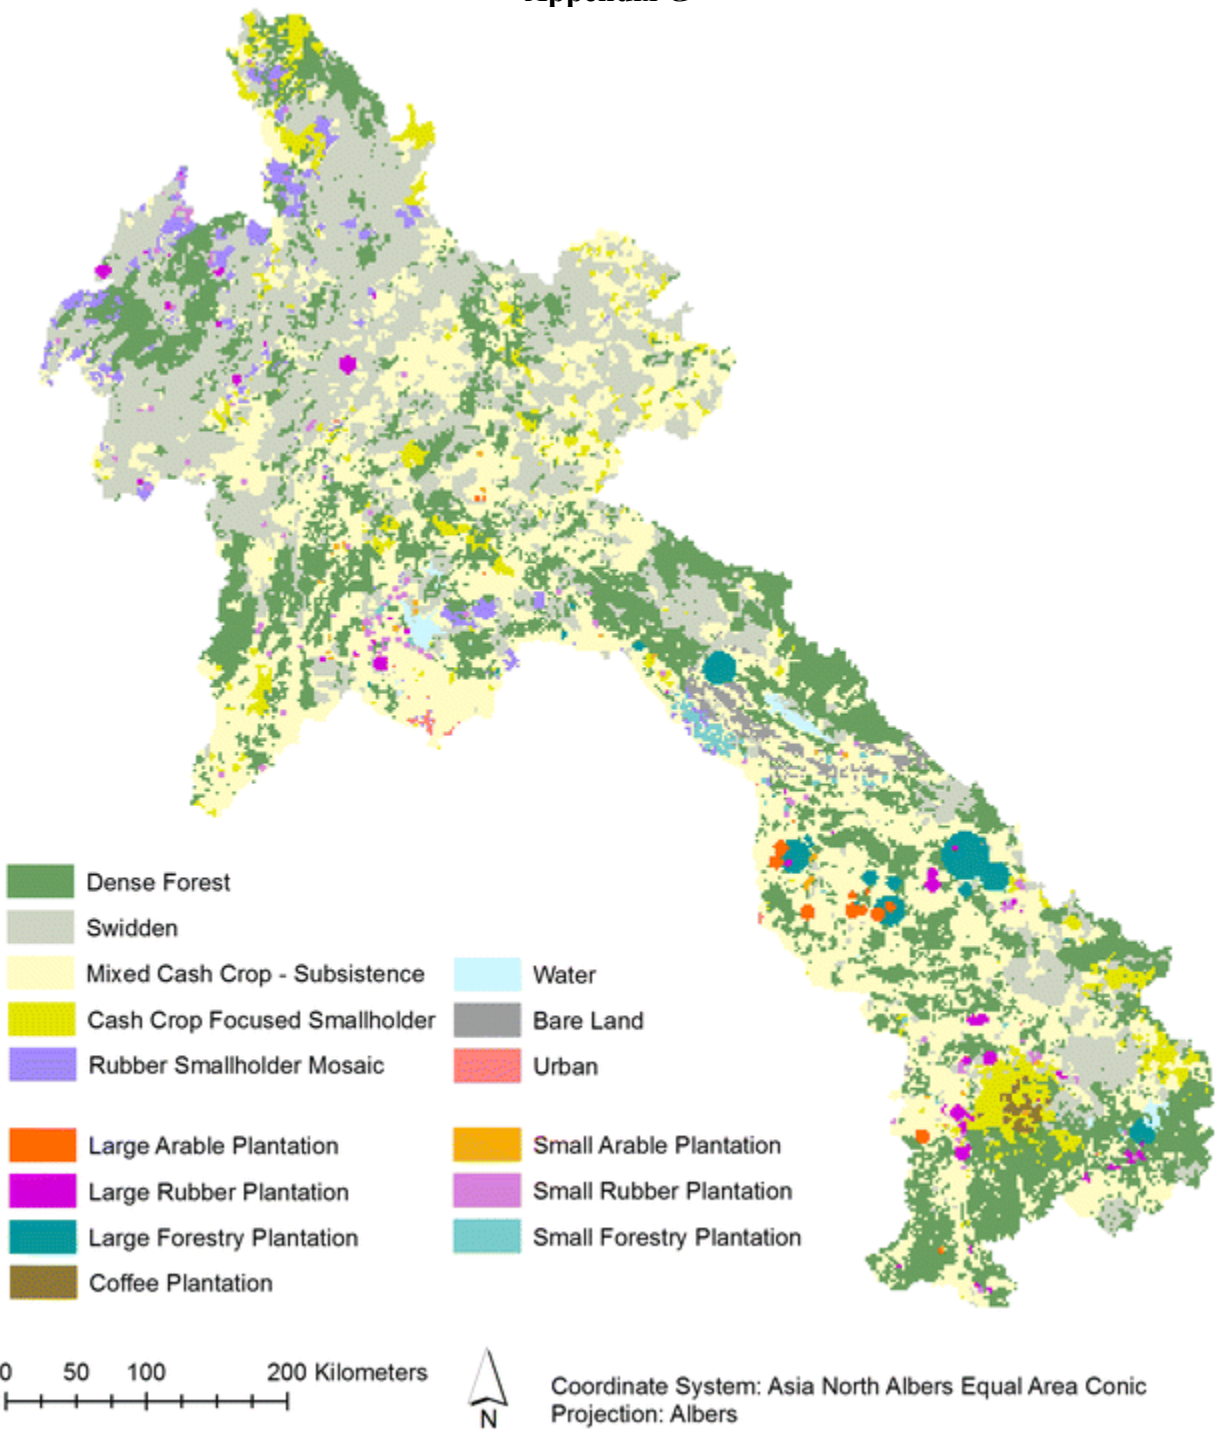 Dense Forest
Swidden
Mixed Cash Crop - Subsistence
Cash Crop Focused Smallholder
Rubber Smallholder Mosaic
Water
Bare Land
Urban
Large Arable Plantation
Large Rubber Plantation
Large Forestry Plantation
Coffee Plantation
Small Arable Plantation
Small Rubber Plantation
Small Forestry Plantation
0 50 100 200 Kilometers
N
Coordinate System: Asia North Albers Equal Area Conic
Projection: Albers